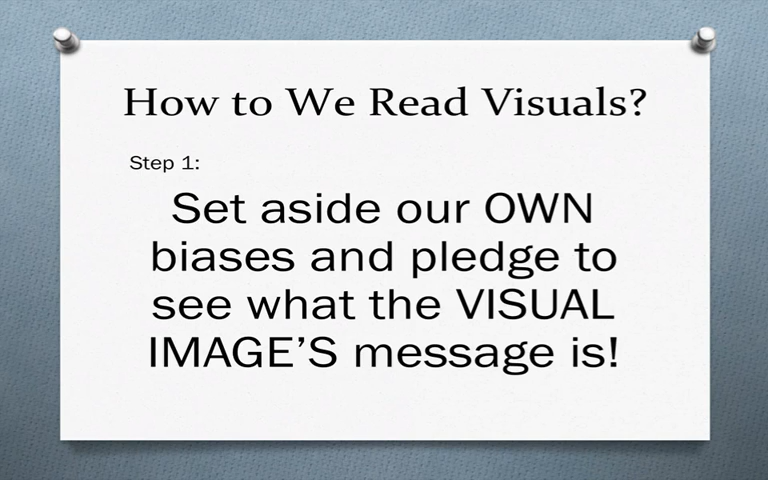 How to We Read Visuals?
Step 1:
Set aside our OWN
biases and pledge to
see what the VISUAL
IMAGE’S message is!